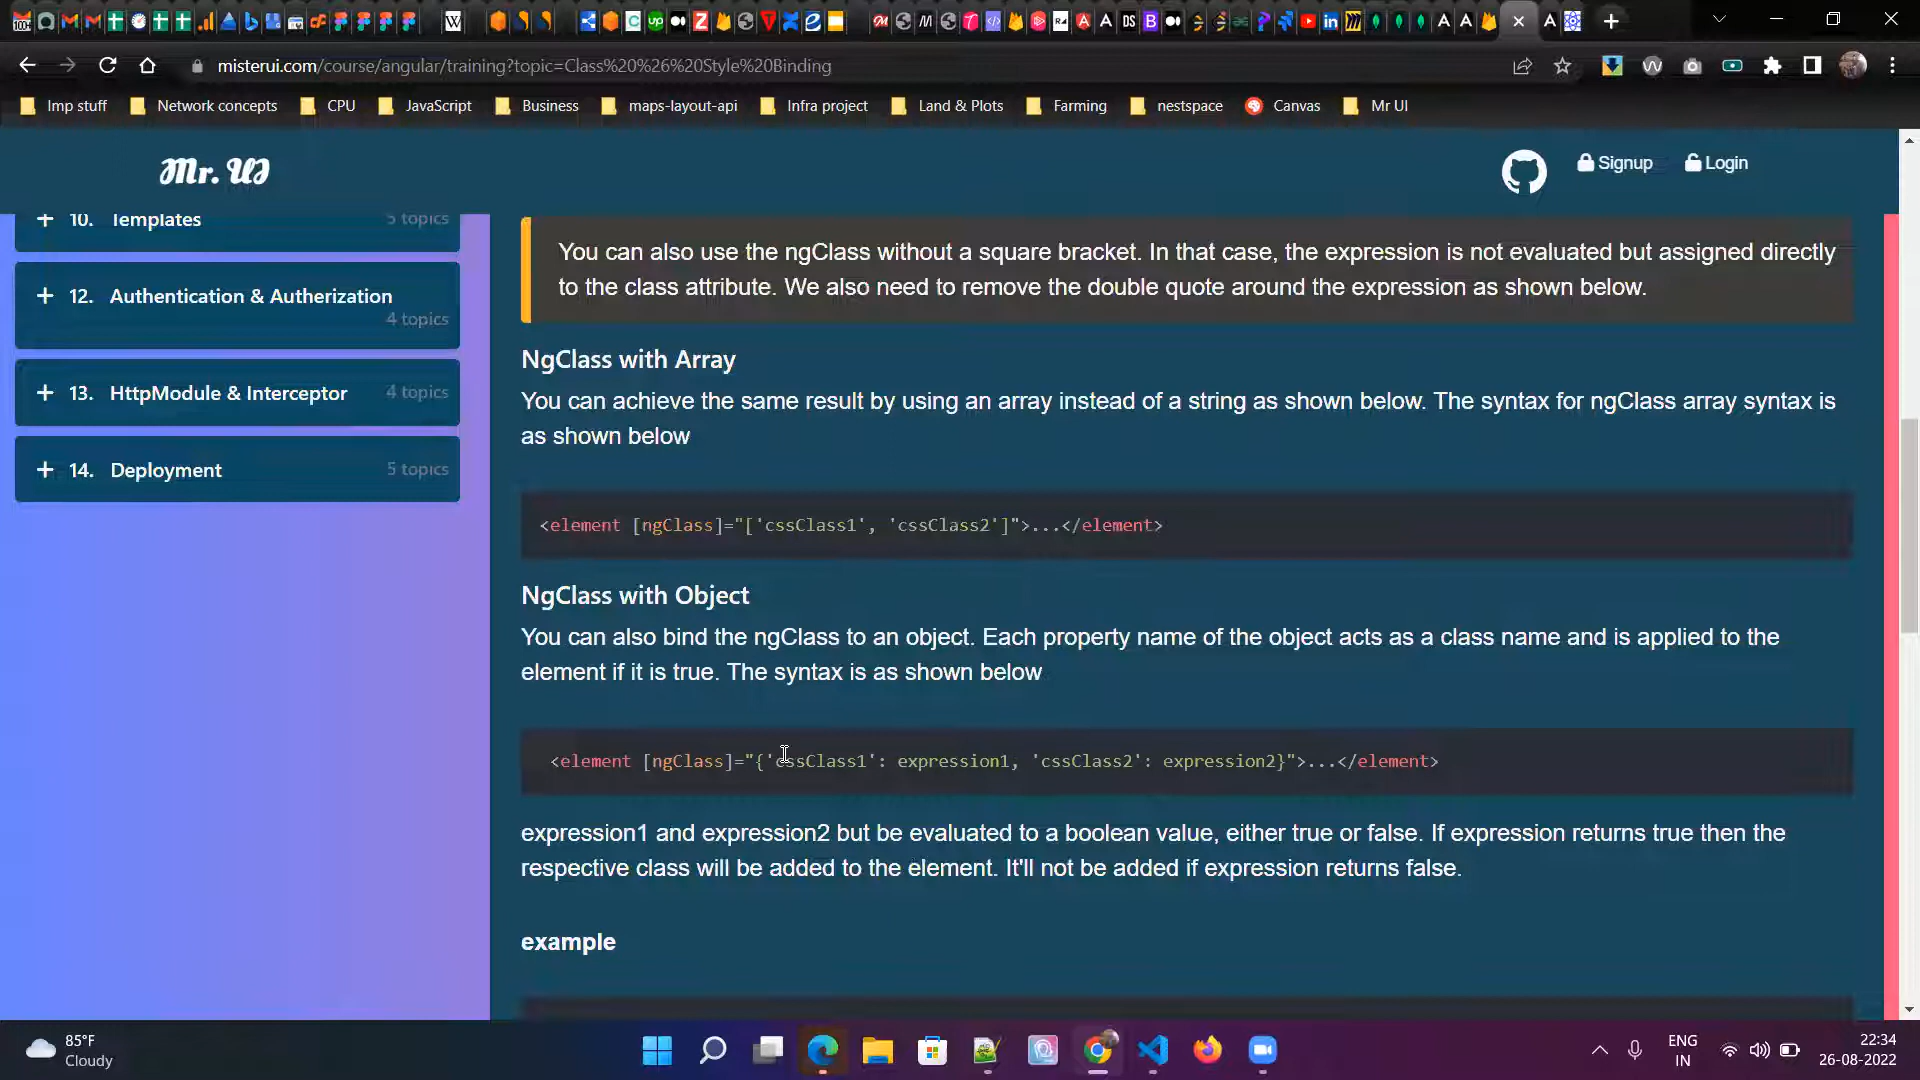 misterui.com/course/angular/training?topic=Class%20%26%20Style%20Binding
Imp stuff
Network concepts
CPU
JavaScript
Business
maps-layout-api
Infra project
Land & Plots
Farming
nestspace
Canvas
Mr UI
Mr. UI
Signup
Login
10. Templates 5 topics
12. Authentication & Autherization
4 topics
13. HttpModule & Interceptor 4 topics
14. Deployment 5 topics
You can also use the ngClass without a square bracket. In that case, the expression is not evaluated but assigned directly
to the class attribute. We also need to remove the double quote around the expression as shown below.
NgClass with Array
You can achieve the same result by using an array instead of a string as shown below. The syntax for ngClass array syntax is
as shown below
<element [ngClass]="['cssClass1', 'cssClass2']">...</element>
NgClass with Object
You can also bind the ngClass to an object. Each property name of the object acts as a class name and is applied to the
element if it is true. The syntax is as shown below
<element [ngClass]="{'cssClass1': expression1, 'cssClass2': expression2}">...</element>
expression1 and expression2 but be evaluated to a boolean value, either true or false. If expression returns true then the
respective class will be added to the element. It'll not be added if expression returns false.
example
85°F
Cloudy
ENG
IN
22:34
26-08-2022